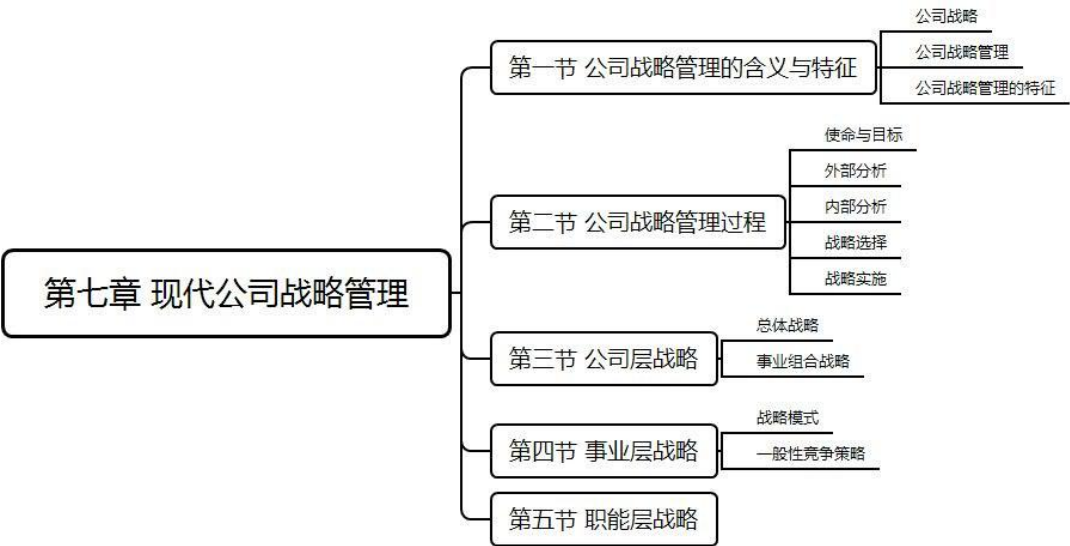 第七章 现代公司战略管理
第一节 公司战略管理的含义与特征
公司战略
公司战略管理
公司战略管理的特征
第二节 公司战略管理过程
使命与目标
外部分析
内部分析
战略选择
战略实施
第三节 公司层战略
总体战略
事业组合战略
第四节 事业层战略
战略模式
一般性竞争策略
第五节 职能层战略